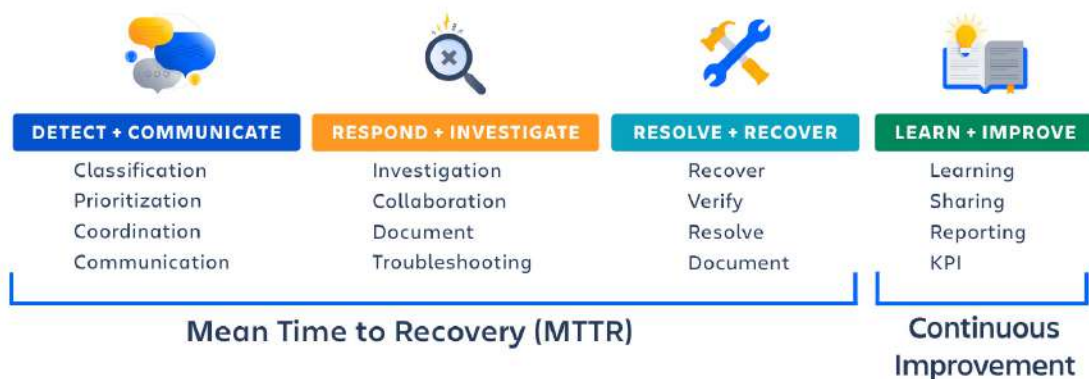 DETECT + COMMUNICATE
Classification
Prioritization
Coordination
Communication
RESPOND + INVESTIGATE
Investigation
Collaboration
Document
Troubleshooting
RESOLVE + RECOVER
Recover
Verify
Resolve
Document
LEARN + IMPROVE
Learning
Sharing
Reporting
KPI
Mean Time to Recovery (MTTR)
Continuous
Improvement